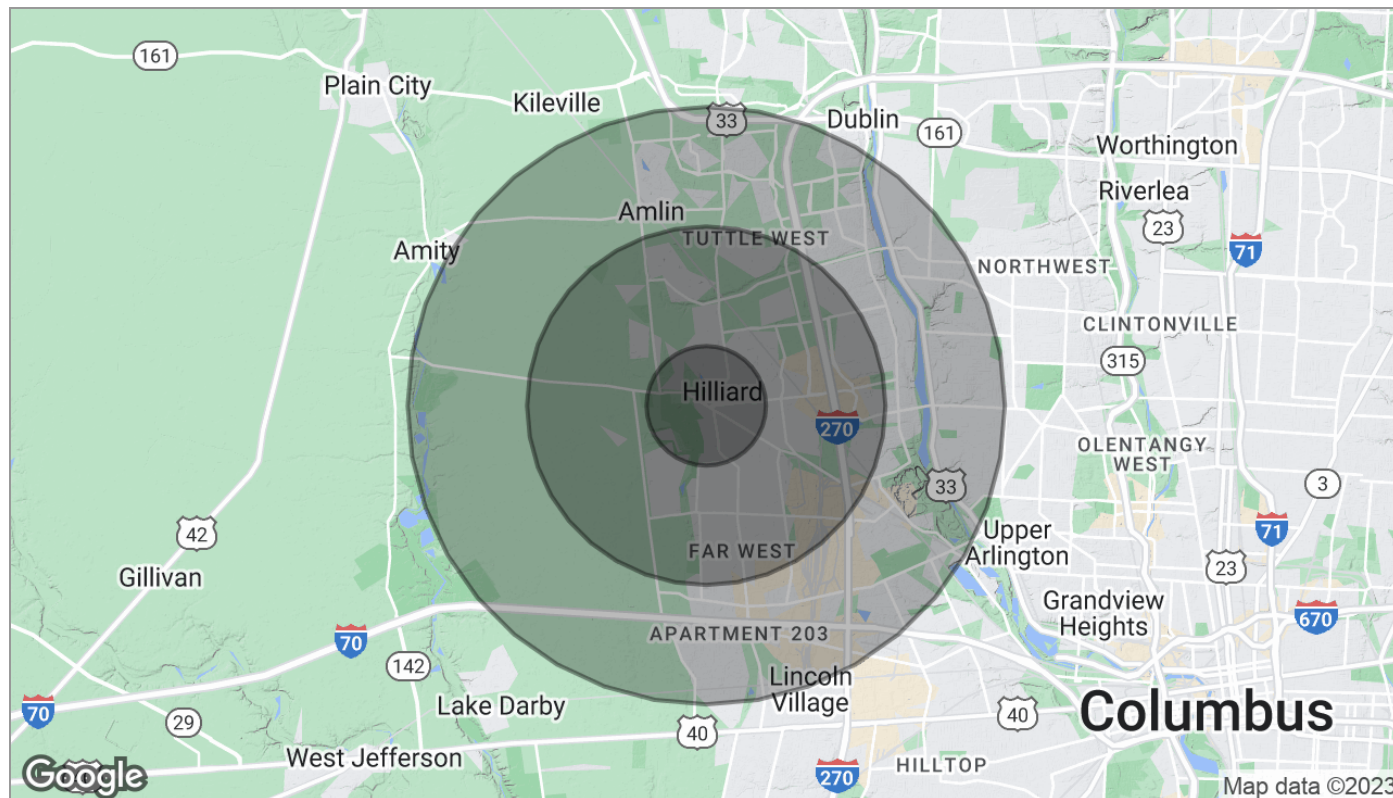 161
Plain City
Kileville
33
Dublin
161
Worthington
Riverlea
23
71
Amlin
TUTTLE WEST
Amity
NORTHWEST
CLINTONVILLE
315
Hilliard
270
OLENTANGY
WEST
3
33
42
Upper
Arlington
71
FAR WEST
23
Gillivan
Grandview
Heights
670
70
APARTMENT 203
142
Lincoln
Village
70
29
Lake Darby
40
40
Columbus
West Jefferson
HILLTOP
270
Google
Map data ©2023